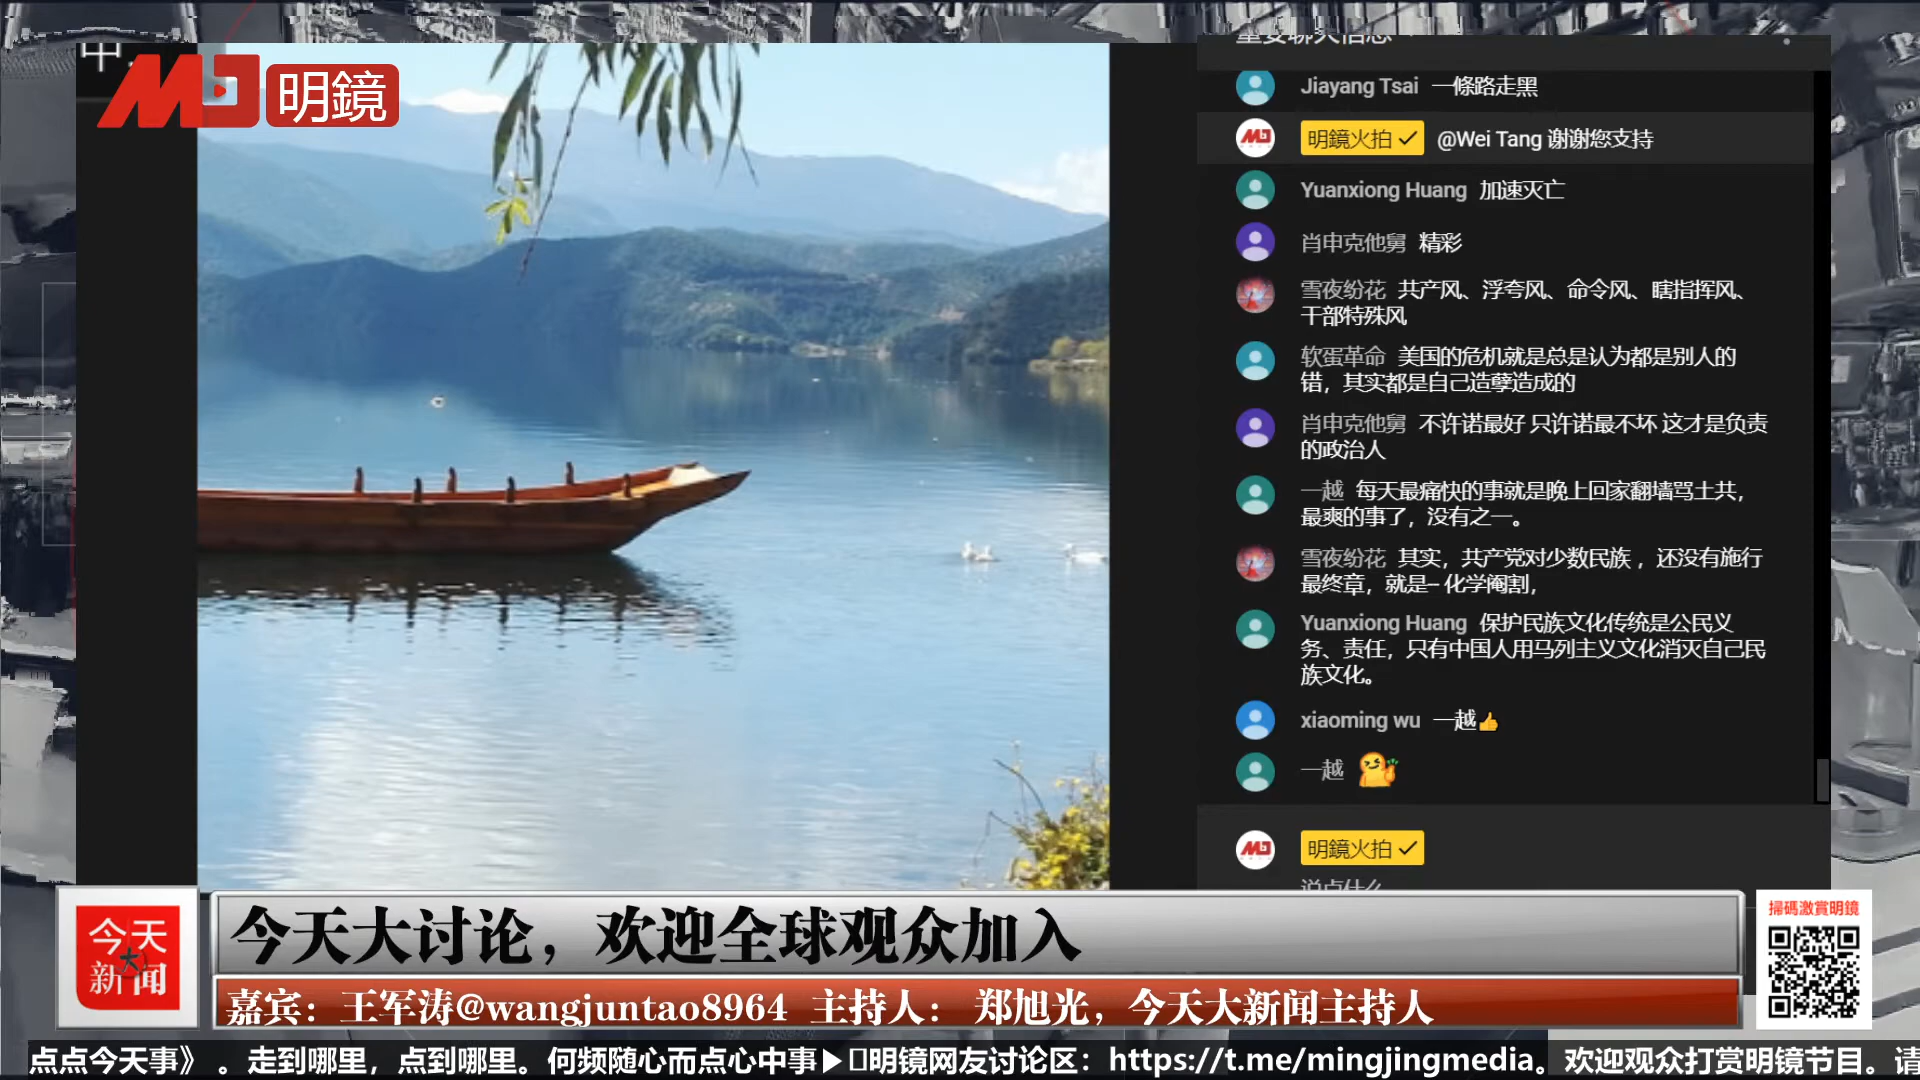 中
明鏡
重要聊天信息
Jiayang Tsai 一條路走黑
明鏡火拍 ✓ @Wei Tang 谢谢您支持
Yuanxiong Huang 加速灭亡
肖申克他舅 精彩
雪夜纷花 共产风、浮夸风、命令风、瞎指挥风、
干部特殊风
软蛋革命 美国的危机就是总是认为都是别人的
错，其实都是自己造孽造成的
肖申克他舅 不许诺最好 只许诺最不坏 这才是负责
的政治人
一越 每天最痛快的事就是晚上回家翻墙骂土共，
最爽的事了，没有之一。
雪夜纷花 其实，共产党对少数民族 ，还没有施行
最终章，就是-- 化学阉割，
Yuanxiong Huang 保护民族文化传统是公民义
务、责任，只有中国人用马列主义文化消灭自己民
族文化。
xiaoming wu 一越👍
一越
明鏡火拍 ✓
说点什么
今天大讨论，欢迎全球观众加入
掃碼激賞明鏡
今天
大
新闻
嘉宾：王军涛@wangjuntao8964 主持人： 郑旭光，今天大新闻主持人
点点今天事》 。走到哪里，点到哪里。何频随心而点心中事▶明镜网友讨论区：https://t.me/mingjingmedia。欢迎观众打赏明镜节目。请